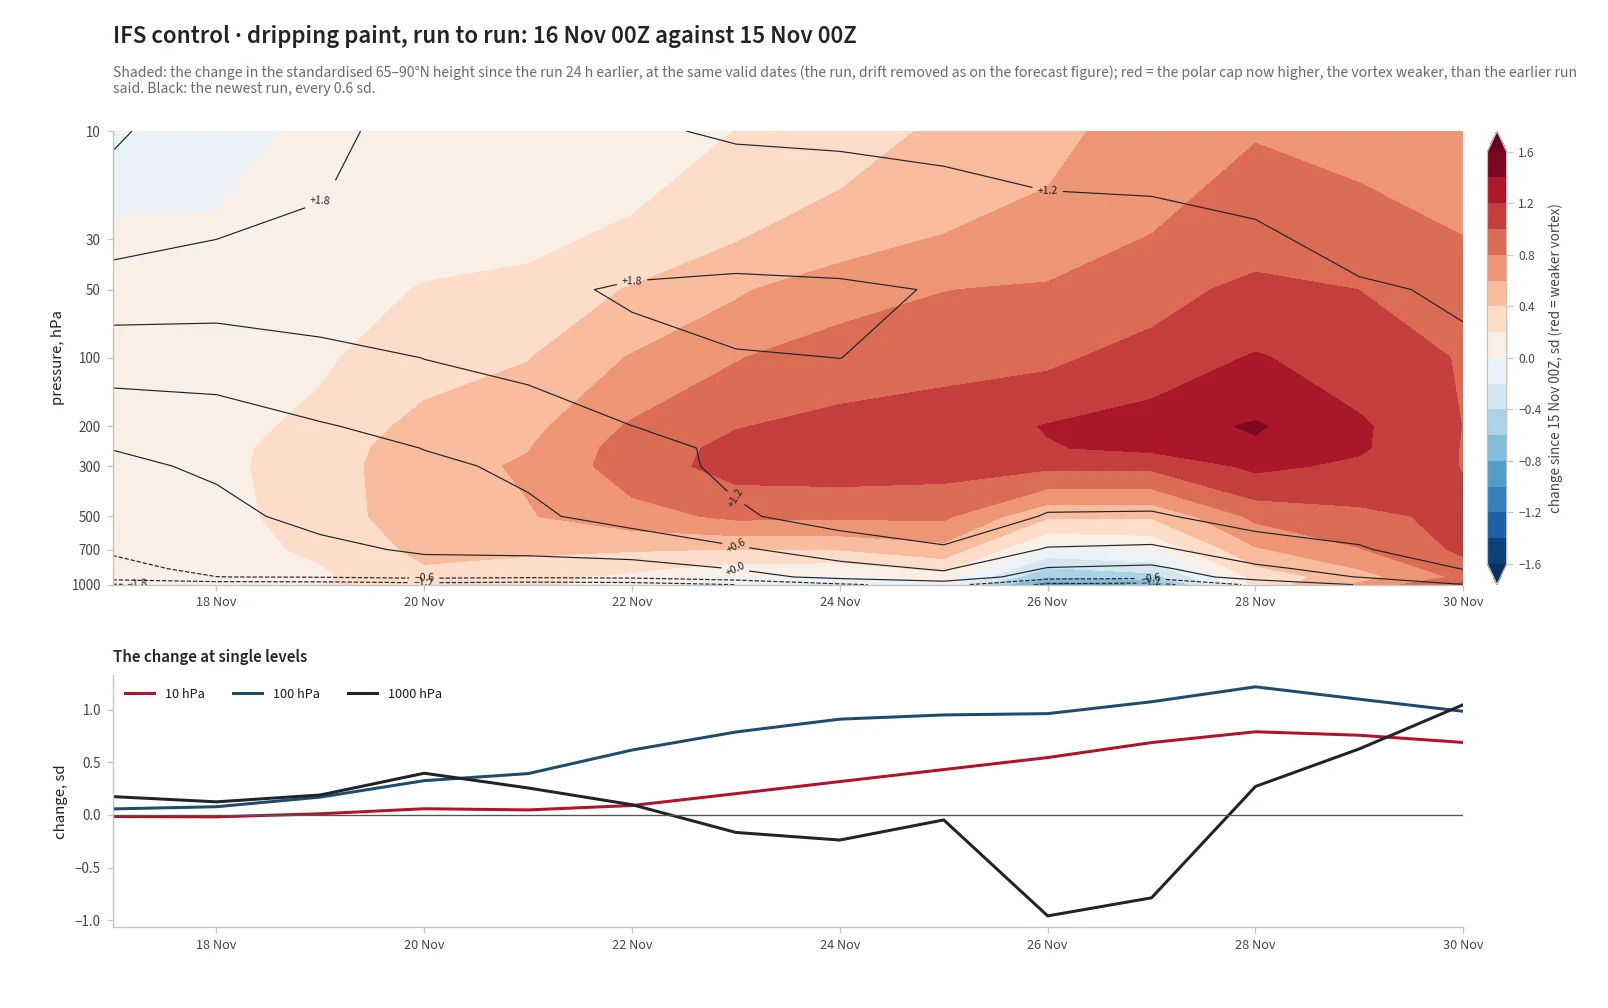 IFS control · dripping paint, run to run: 16 Nov 00Z against 15 Nov 00Z
Shaded: the change in the standardised 65–90°N height since the run 24 h earlier, at the same valid dates (the run, drift removed as on the forecast figure); red = the polar cap now higher, the vortex weaker, than the earlier run
said. Black: the newest run, every 0.6 sd.
pressure, hPa
10
30
50
100
200
300
500
700
1000
+1.8
+1.2
+1.8
+1.2
+0.6
+0.0
−1.8
−0.6
−1.2
−0.6
−1.2
18 Nov
20 Nov
22 Nov
24 Nov
26 Nov
28 Nov
30 Nov
1.6
1.2
0.8
0.4
0.0
−0.4
−0.8
−1.2
−1.6
change since 15 Nov 00Z, sd (red = weaker vortex)
The change at single levels
10 hPa
100 hPa
1000 hPa
change, sd
1.0
0.5
0.0
−0.5
−1.0
18 Nov
20 Nov
22 Nov
24 Nov
26 Nov
28 Nov
30 Nov